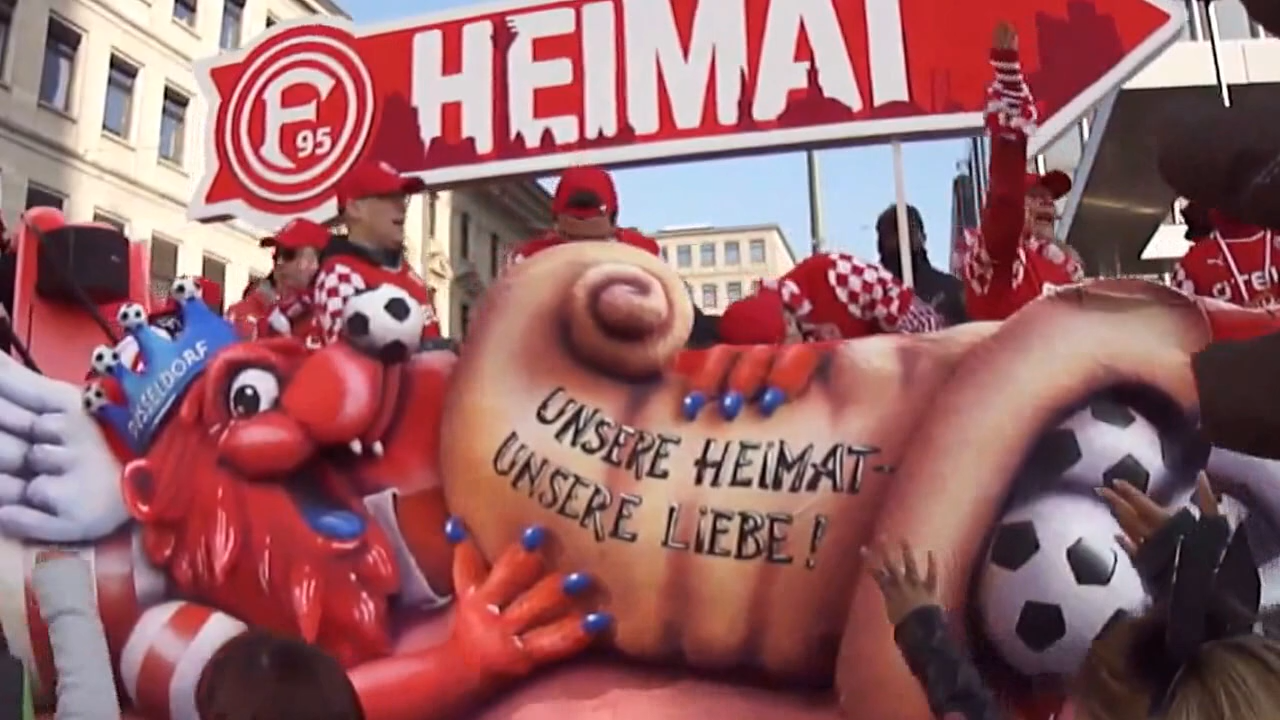 HEIMAT
F
95
DÜSSELDORF
UNSERE HEIMAT-
UNSERE LiEBE!